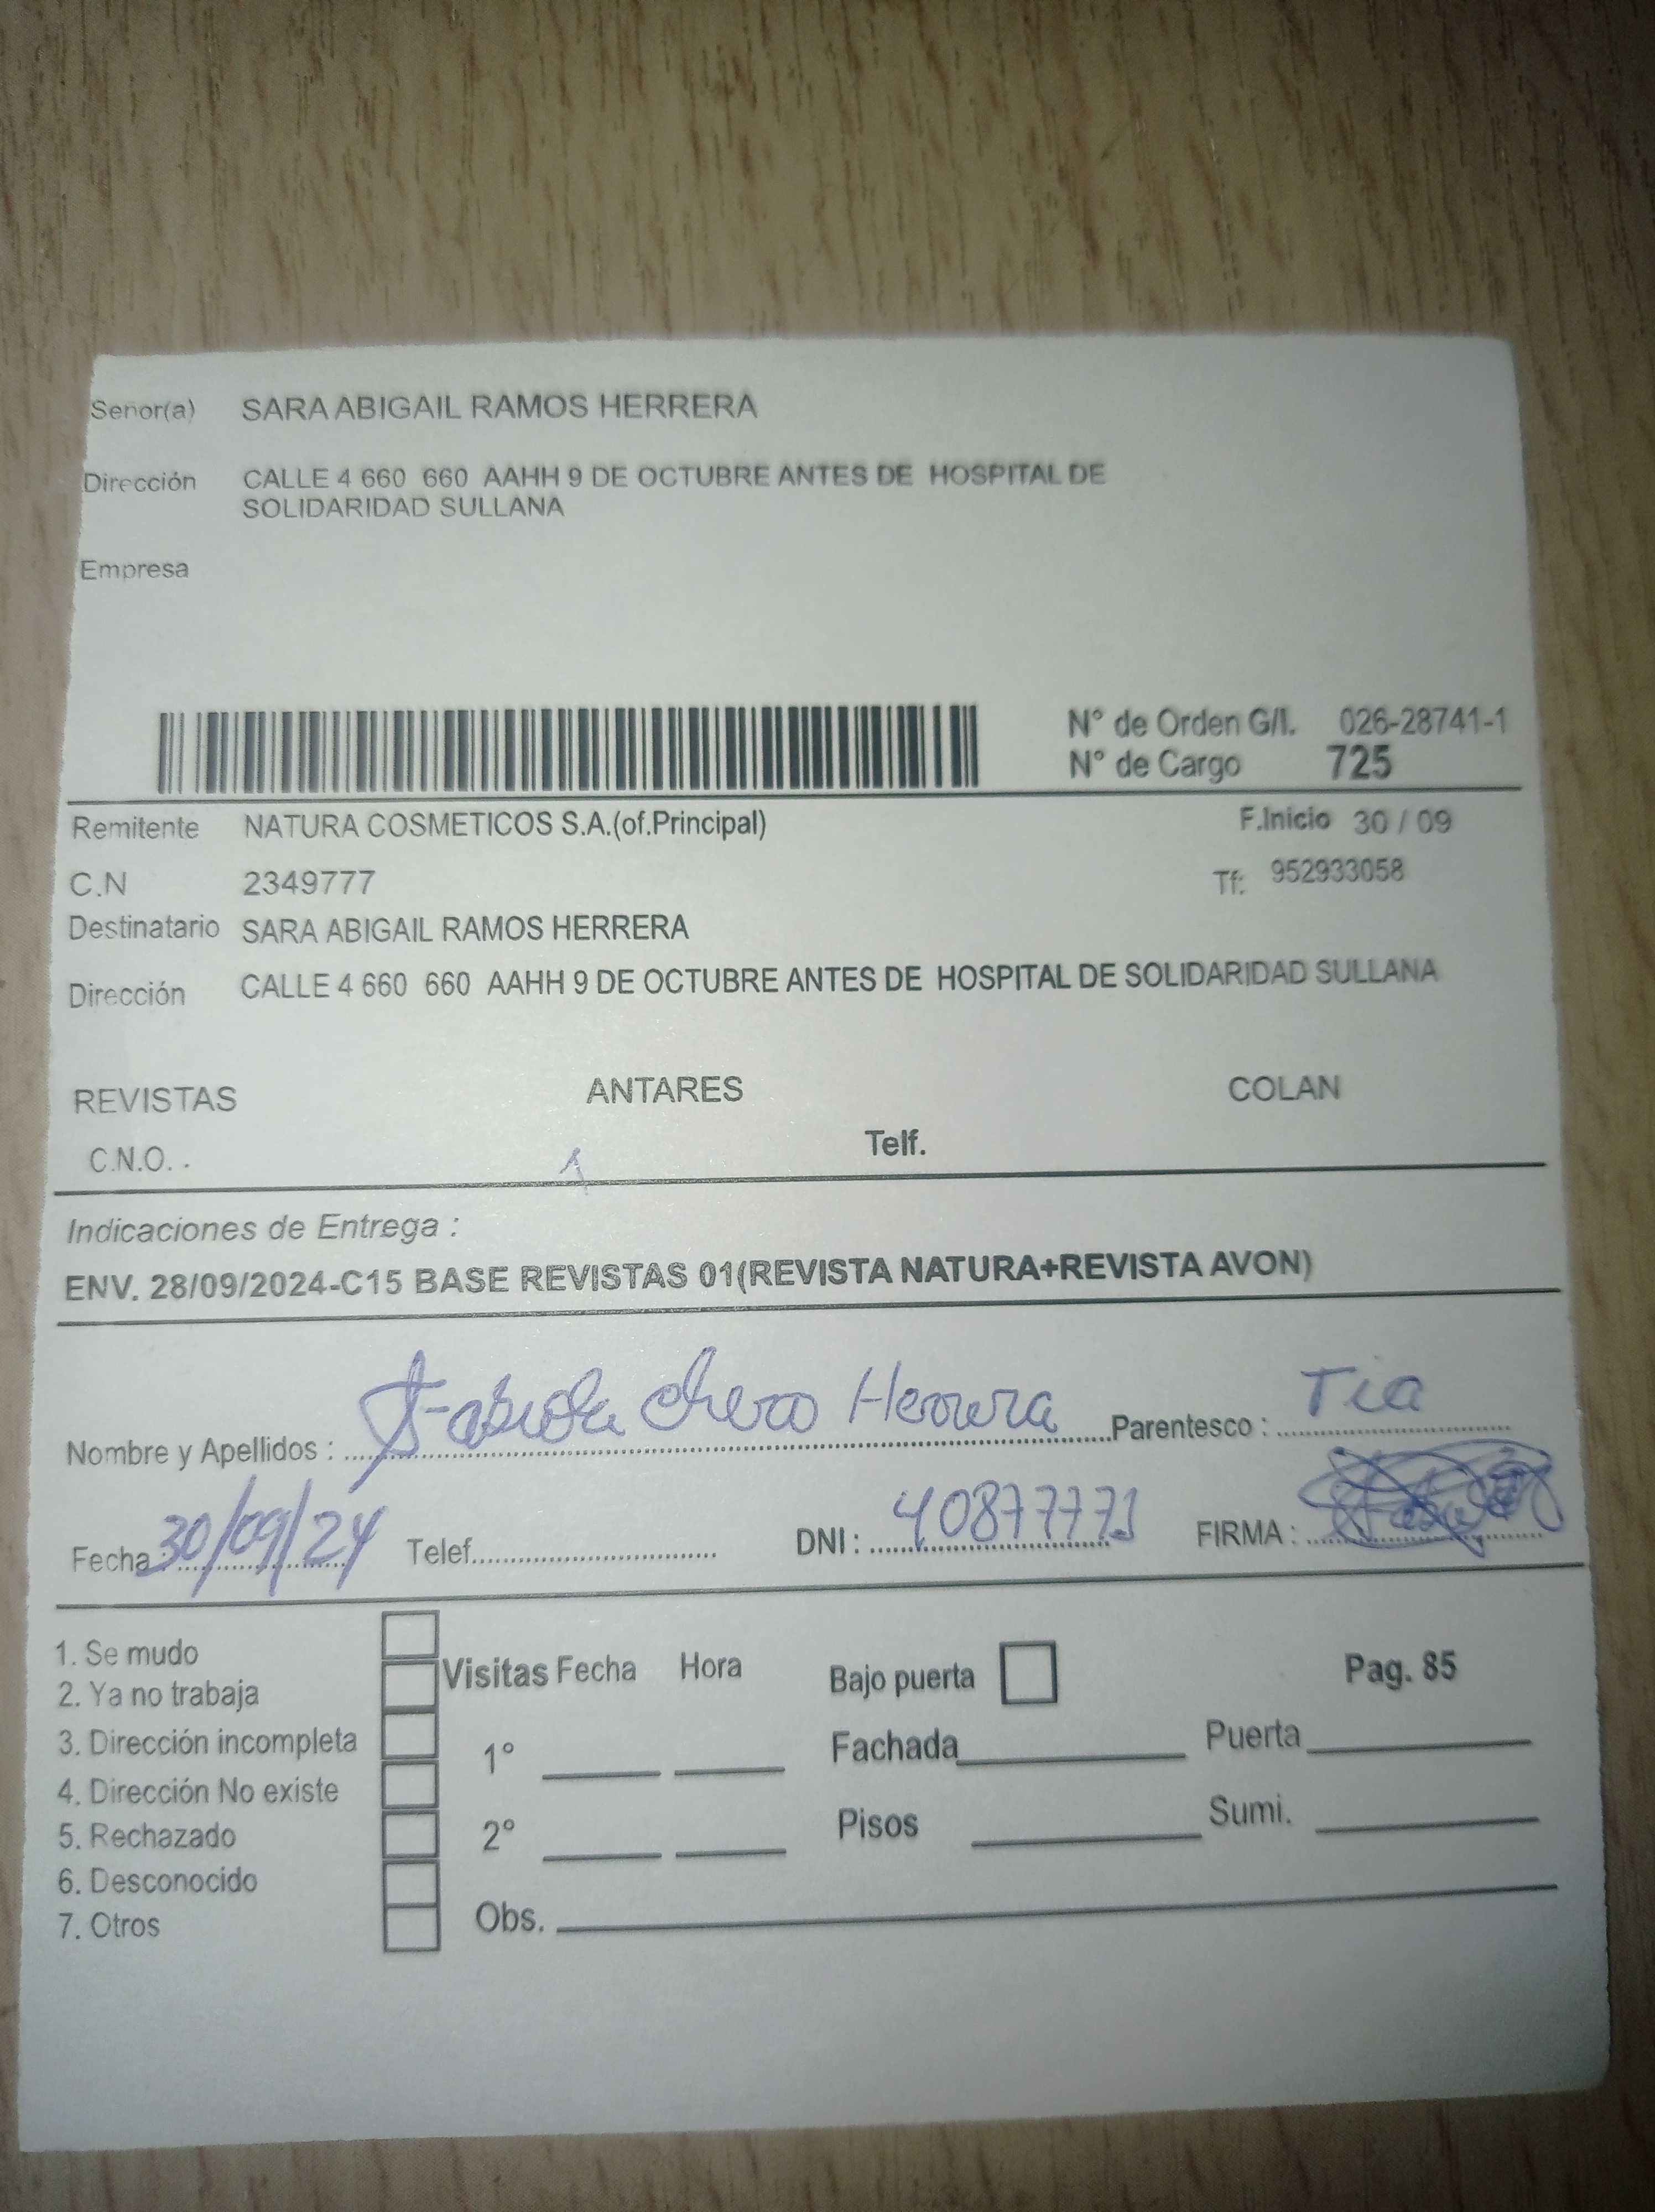 Señor(a) SARA ABIGAIL RAMOS HERRERA
Dirección CALLE 4 660 660 AAHH 9 DE OCTUBRE ANTES DE HOSPITAL DE
SOLIDARIDAD SULLANA
Empresa
N° de Orden G/I. 026-28741-1
N° de Cargo 725
Remitente NATURA COSMETICOS S.A.(of.Principal) F.Inicio 30 / 09
C.N 2349777 Tf: 952933058
Destinatario SARA ABIGAIL RAMOS HERRERA
Dirección CALLE 4 660 660 AAHH 9 DE OCTUBRE ANTES DE HOSPITAL DE SOLIDARIDAD SULLANA
REVISTAS ANTARES COLAN
C.N.O. . 1 Telf.
Indicaciones de Entrega :
ENV. 28/09/2024-C15 BASE REVISTAS 01(REVISTA NATURA+REVISTA AVON)
Nombre y Apellidos : Fabiola Chero Herrera Parentesco : Tia
Fecha : 30/09/24 Telef. DNI : 40877771 FIRMA :
1. Se mudo
2. Ya no trabaja
3. Dirección incompleta
4. Dirección No existe
5. Rechazado
6. Desconocido
7. Otros
Visitas Fecha Hora Bajo puerta Pag. 85
1° Fachada Puerta
2° Pisos Sumi.
Obs.